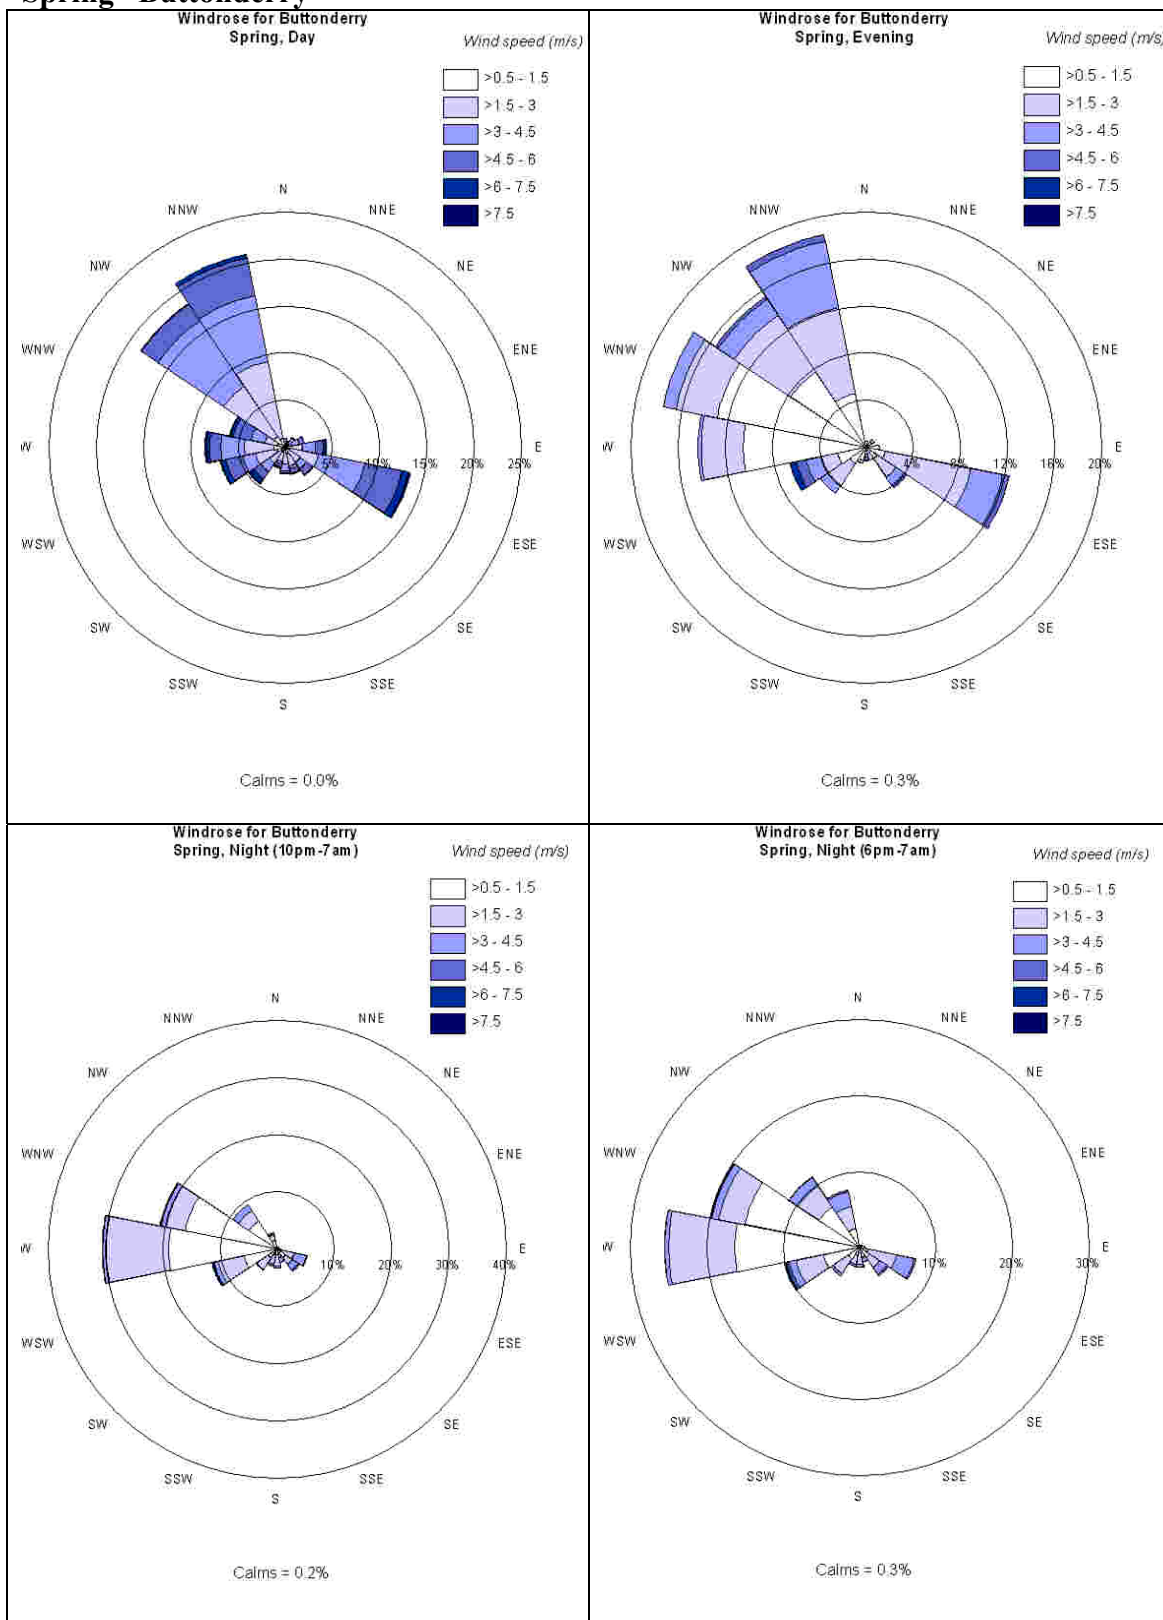 Spring - Buttonderry
Windrose for Buttonderry
Spring, Day
Wind speed (m/s)
>0.5 - 1.5
>1.5 - 3
>3 - 4.5
>4.5 - 6
>6 - 7.5
>7.5
N
NNW
NNE
NW
NE
WNW
ENE
W
E
5%
10%
15%
20%
25%
WSW
ESE
SW
SE
SSW
SSE
S
Calms = 0.0%
Windrose for Buttonderry
Spring, Evening
Wind speed (m/s)
>0.5 - 1.5
>1.5 - 3
>3 - 4.5
>4.5 - 6
>6 - 7.5
>7.5
N
NNW
NNE
NW
NE
WNW
ENE
W
E
4%
8%
12%
16%
20%
WSW
ESE
SW
SE
SSW
SSE
S
Calms = 0.3%
Windrose for Buttonderry
Spring, Night (10pm-7am)
Wind speed (m/s)
>0.5 - 1.5
>1.5 - 3
>3 - 4.5
>4.5 - 6
>6 - 7.5
>7.5
N
NNW
NNE
NW
NE
WNW
ENE
W
E
10%
20%
30%
40%
WSW
ESE
SW
SE
SSW
SSE
S
Calms = 0.2%
Windrose for Buttonderry
Spring, Night (6pm-7am)
Wind speed (m/s)
>0.5 - 1.5
>1.5 - 3
>3 - 4.5
>4.5 - 6
>6 - 7.5
>7.5
N
NNW
NNE
NW
NE
WNW
ENE
W
E
10%
20%
30%
WSW
ESE
SW
SE
SSW
SSE
S
Calms = 0.3%